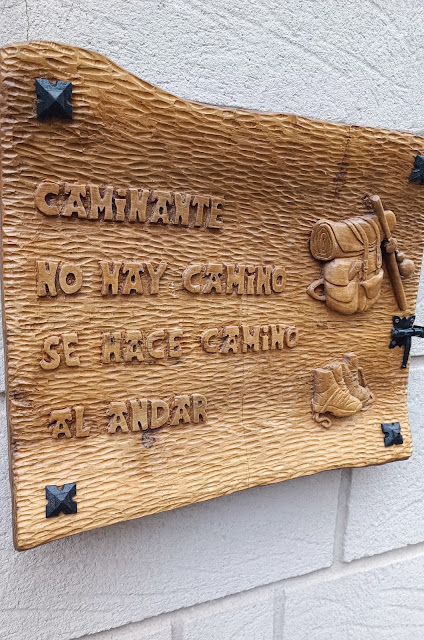 CAMINANTE
NO HAY CAMINO
SE HACE CAMINO
AL ANDAR